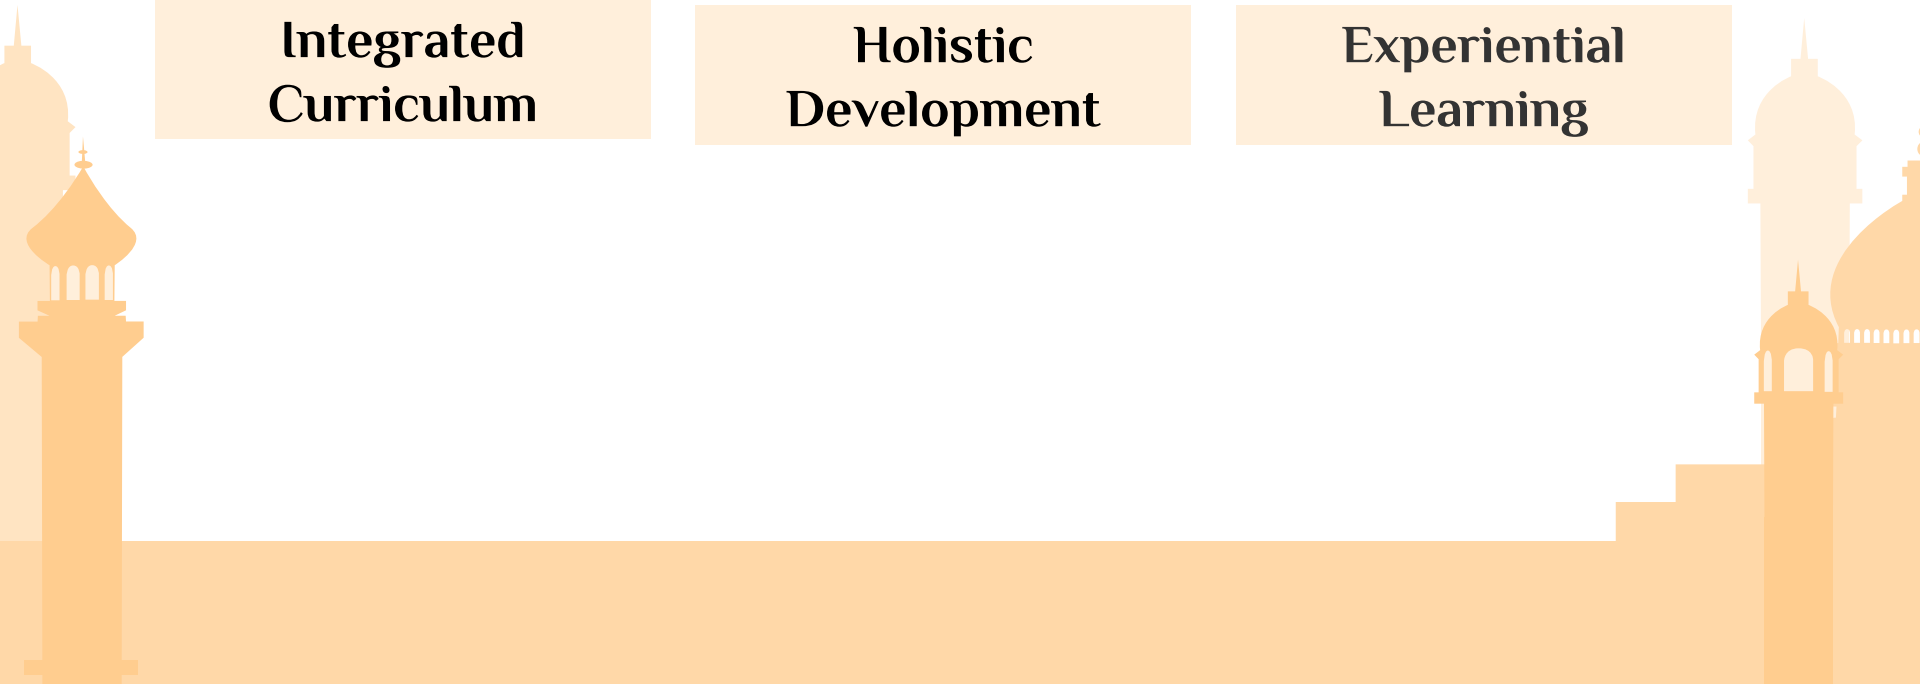 Integrated
Curriculum
Holistic
Development
Experiential
Learning